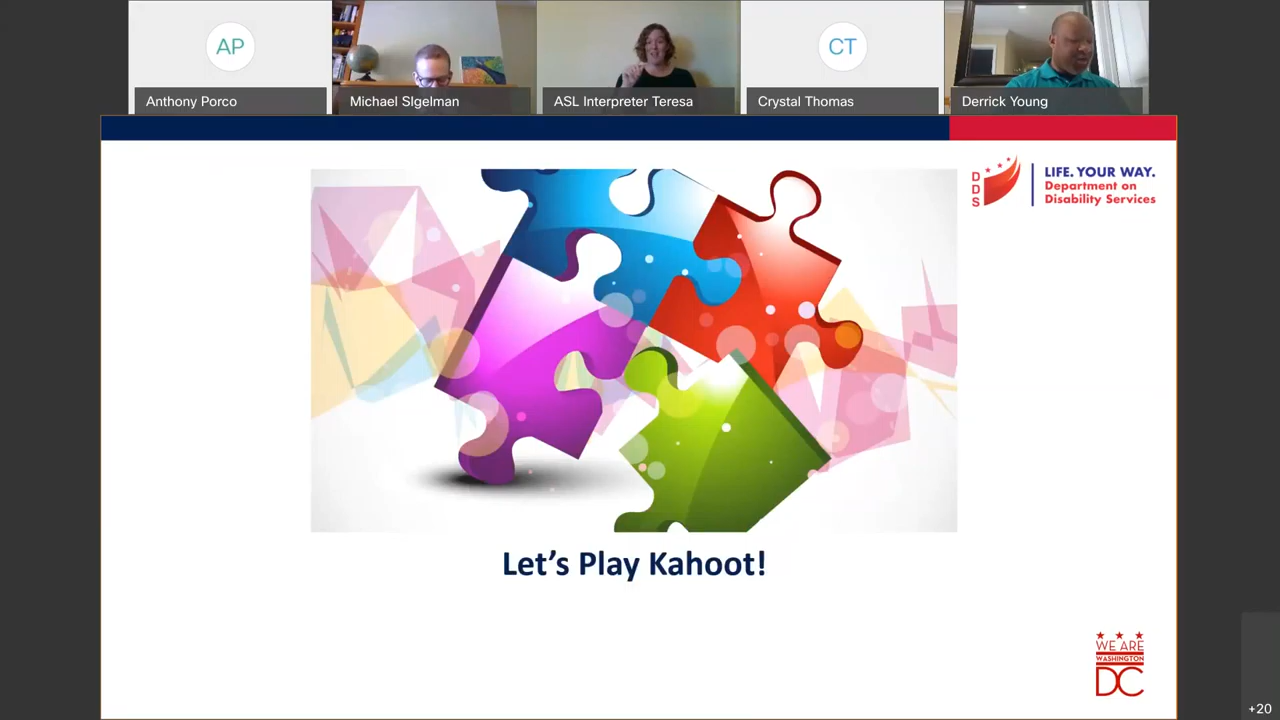 AP
Anthony Porco
Michael SIgelman
ASL Interpreter Teresa
CT
Crystal Thomas
Derrick Young
DDS
LIFE. YOUR WAY.
Department on
Disability Services
Let's Play Kahoot!
WE ARE
WASHINGTON
DC
+20